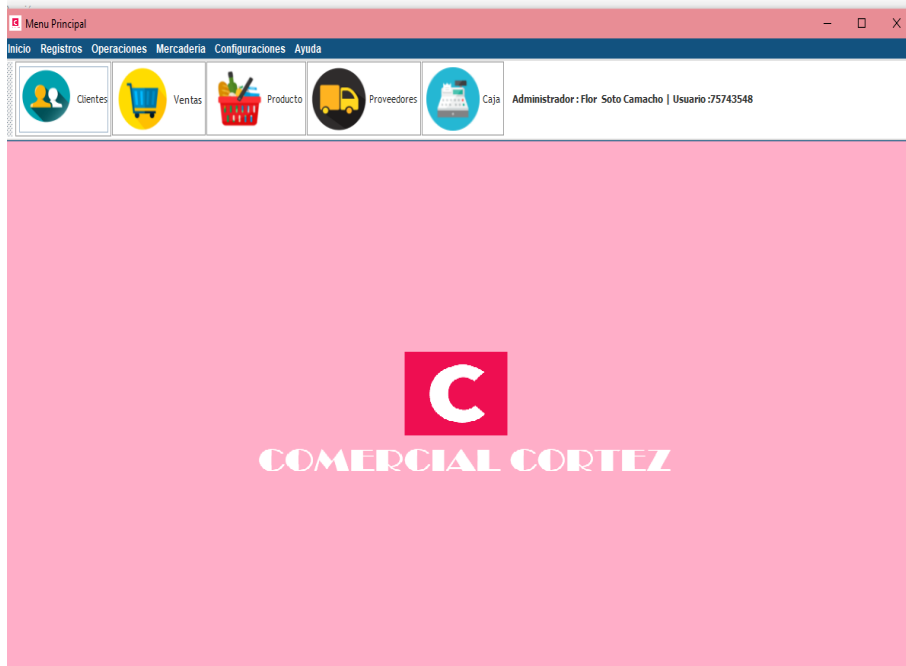 Menu Principal
Inicio Registros Operaciones Mercaderia Configuraciones Ayuda
Clientes Ventas Producto Proveedores Caja Administrador : Flor Soto Camacho | Usuario :75743548
C
COMERCIAL CORTEZ